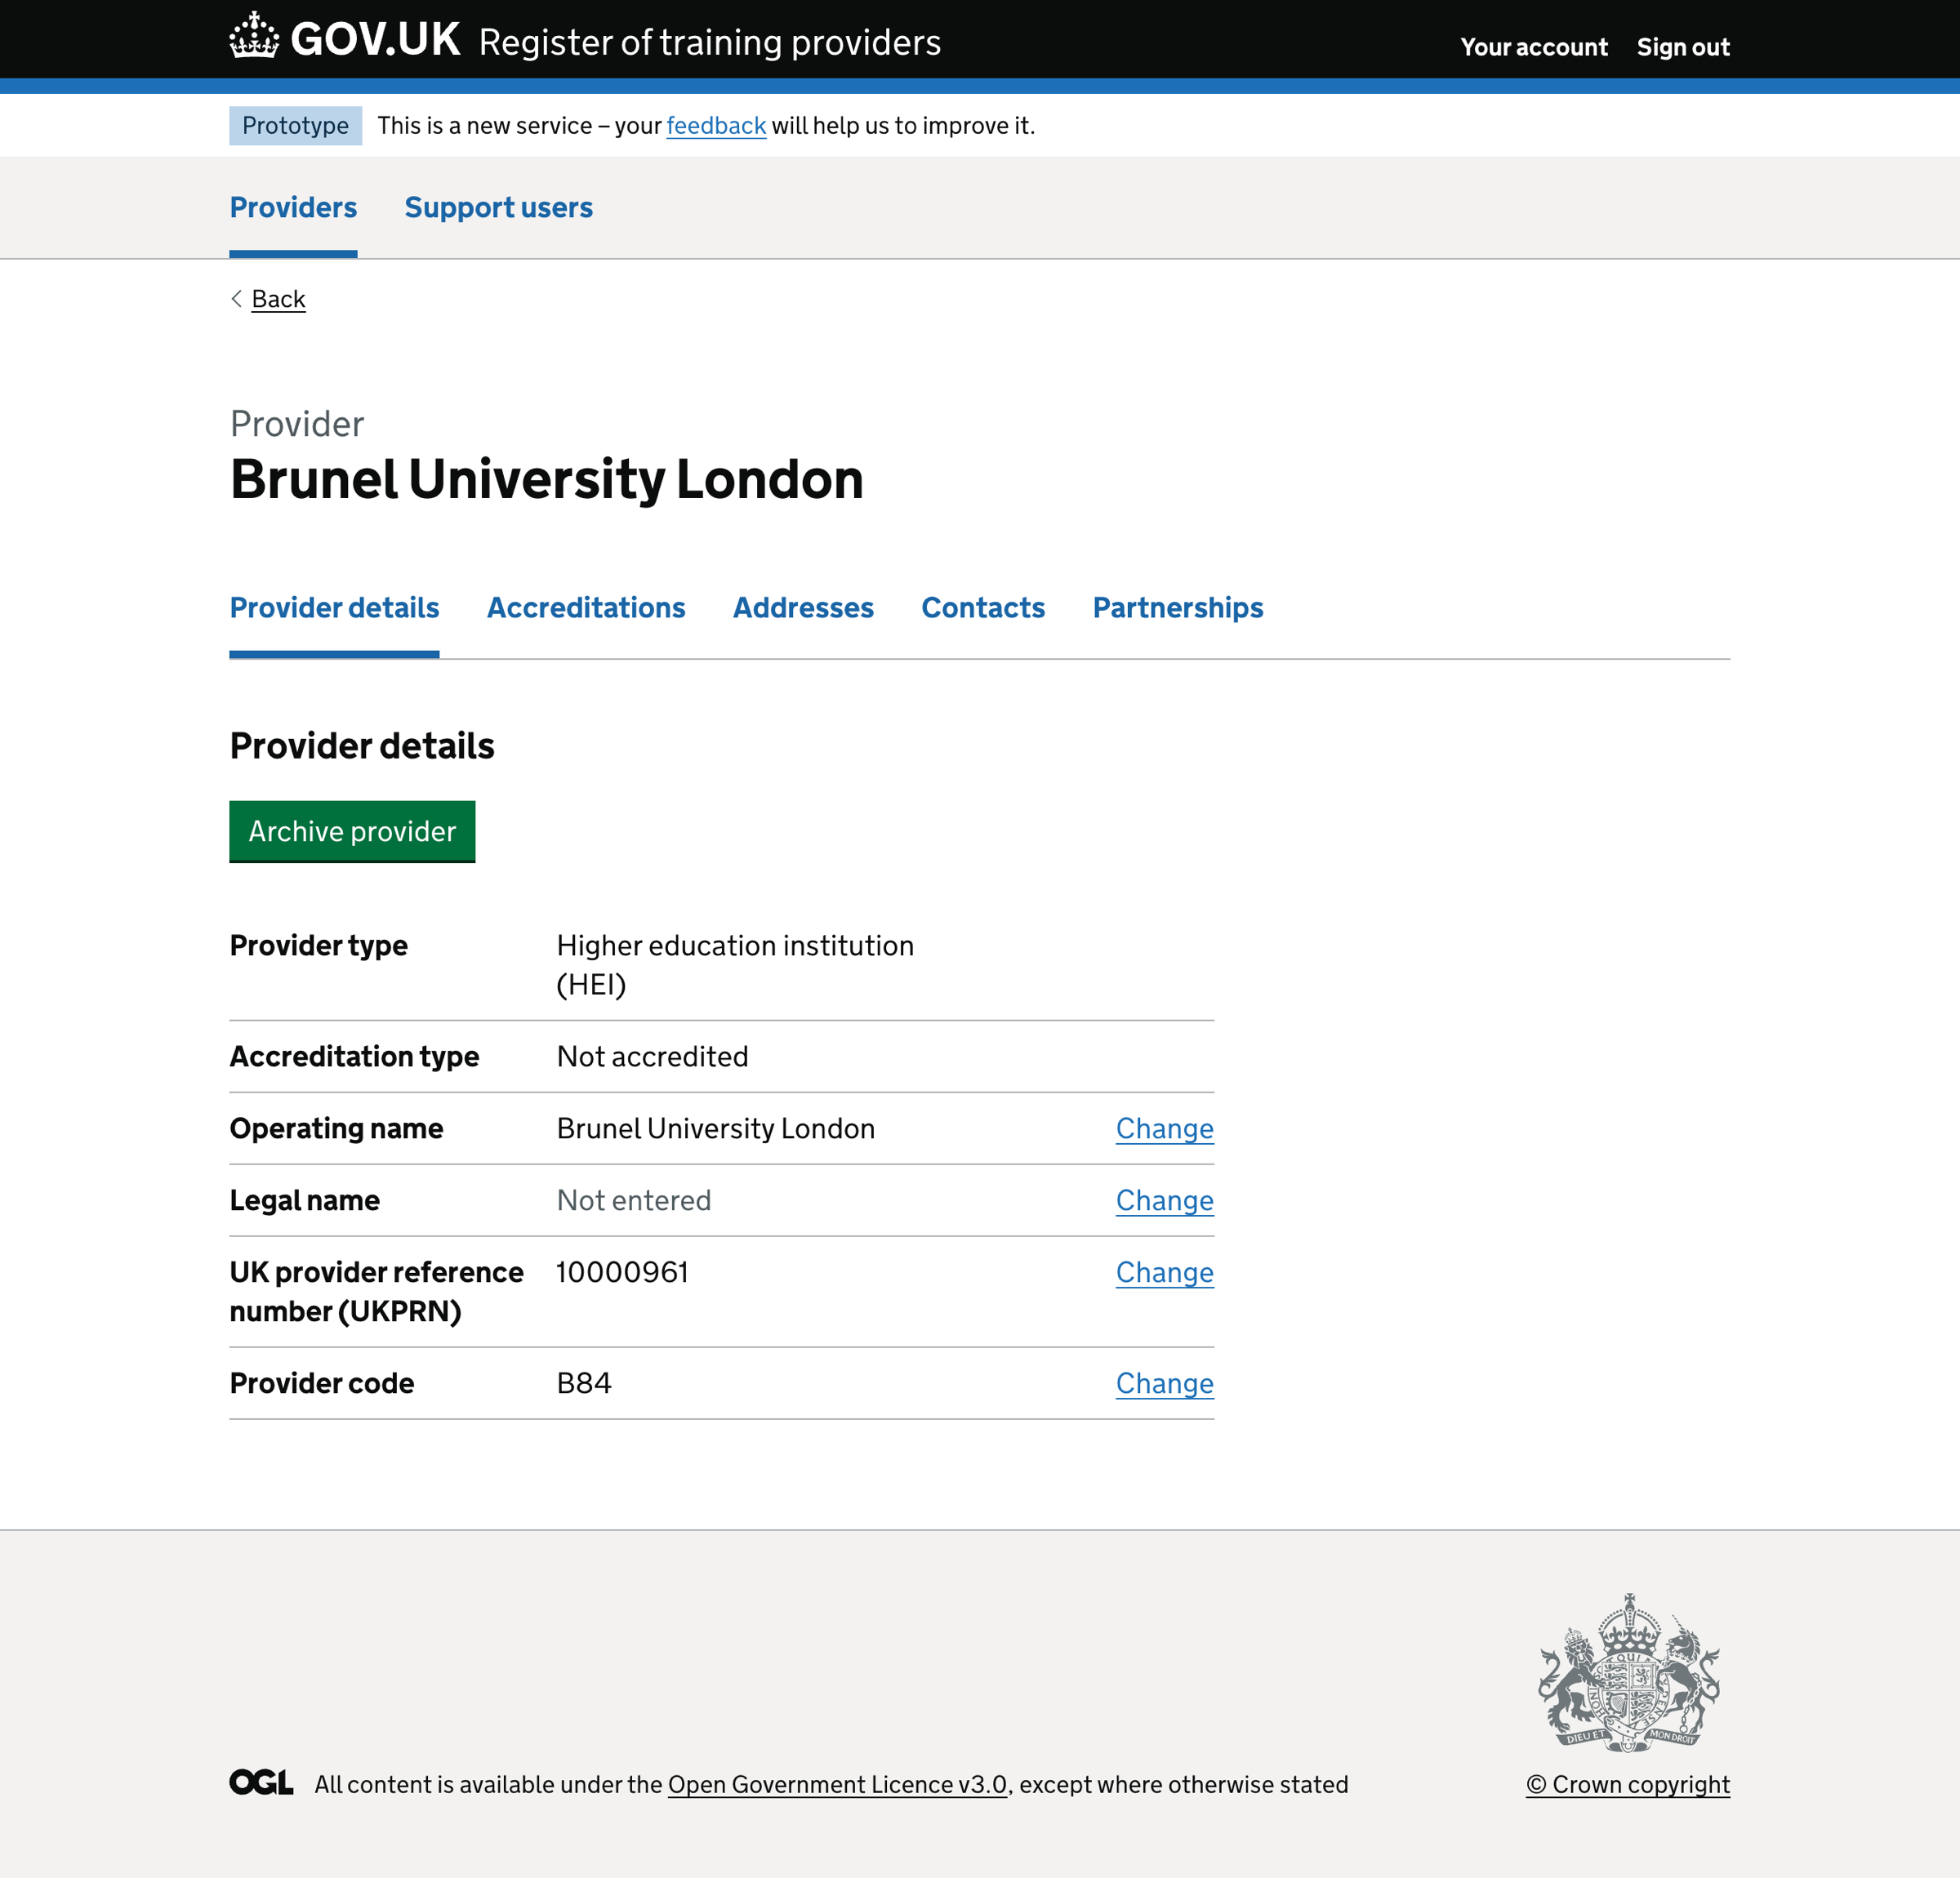 GOV.UK Register of training providers
Your account Sign out
Prototype This is a new service – your feedback will help us to improve it.
Providers Support users
Back
Provider
Brunel University London
Provider details Accreditations Addresses Contacts Partnerships
Provider details
Archive provider
Provider type Higher education institution
(HEI)
Accreditation type Not accredited
Operating name Brunel University London Change
Legal name Not entered Change
UK provider reference 10000961 Change
number (UKPRN)
Provider code B84 Change
DIEU ET MON DROIT
OGL All content is available under the Open Government Licence v3.0, except where otherwise stated
© Crown copyright